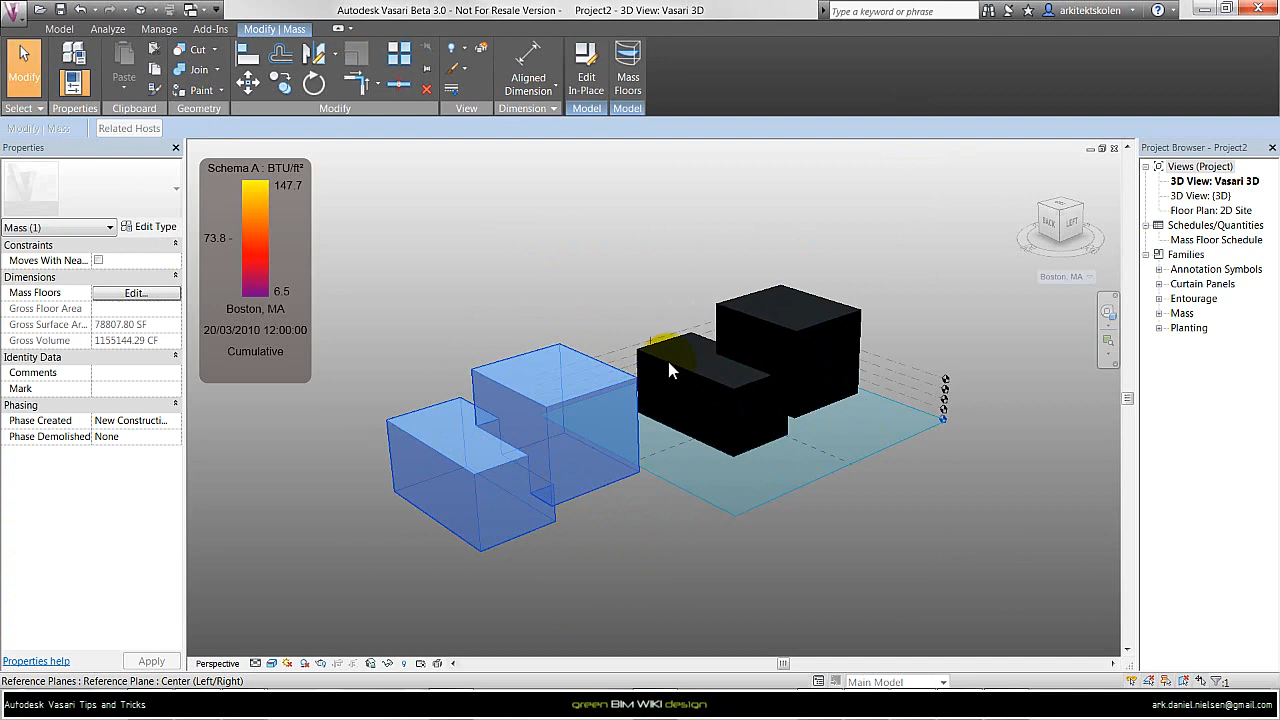 Autodesk Vasari Beta 3.0 - Not For Resale Version - Project2 - 3D View: Vasari 3D
Type a keyword or phrase
arkitektskolen
Model
Analyze
Manage
Add-Ins
Modify | Mass
Modify
Paste
Cut
Join
Paint
Aligned
Dimension
Edit
In-Place
Mass
Floors
Select
Properties
Clipboard
Geometry
Modify
View
Dimension
Model
Model
Modify | Mass
Related Hosts
Properties
Mass (1)
Edit Type
Constraints
Moves With Nea...
Dimensions
Mass Floors
Edit...
Gross Floor Area
Gross Surface Ar...
78807.80 SF
Gross Volume
1155144.29 CF
Identity Data
Comments
Mark
Phasing
Phase Created
New Constructi...
Phase Demolished
None
Properties help
Apply
Schema A : BTU/ft²
147.7
73.8 -
6.5
Boston, MA
20/03/2010 12:00:00
Cumulative
BACK
LEFT
Boston, MA
Project Browser - Project2
Views (Project)
3D View: Vasari 3D
3D View: {3D}
Floor Plan: 2D Site
Schedules/Quantities
Mass Floor Schedule
Families
Annotation Symbols
Curtain Panels
Entourage
Mass
Planting
Perspective
Reference Planes : Reference Plane : Center (Left/Right)
Main Model
:1
Autodesk Vasari Tips and Tricks
green BIM WIKI design
ark.daniel.nielsen@gmail.com